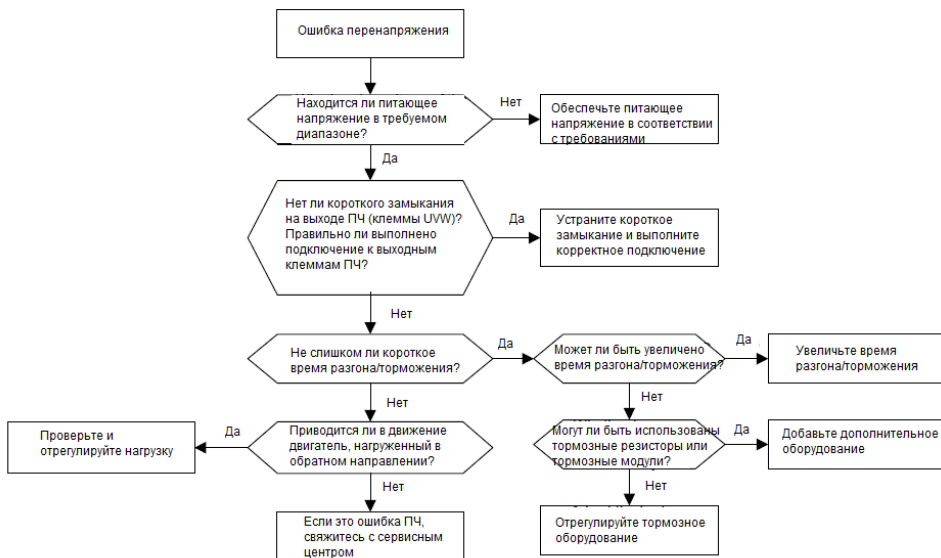 Ошибка перенапряжения
Находится ли питающее
напряжение в требуемом
диапазоне?
Нет
Обеспечьте питающее
напряжение в соответствии
с требованиями
Да
Нет ли короткого замыкания
на выходе ПЧ (клеммы UVW)?
Правильно ли выполнено
подключение к выходным
клеммам ПЧ?
Да
Устраните короткое
замыкание и выполните
корректное подключение
Нет
Не слишком ли короткое
время разгона/торможения?
Да
Может ли быть увеличено
время разгона/торможения?
Да
Увеличьте время
разгона/торможения
Нет
Нет
Проверьте и
отрегулируйте нагрузку
Да
Приводится ли в движение
двигатель, нагруженный в
обратном направлении?
Могут ли быть использованы
тормозные резисторы или
тормозные модули?
Да
Добавьте дополнительное
оборудование
Нет
Нет
Если это ошибка ПЧ,
свяжитесь с сервисным
центром
Отрегулируйте тормозное
оборудование